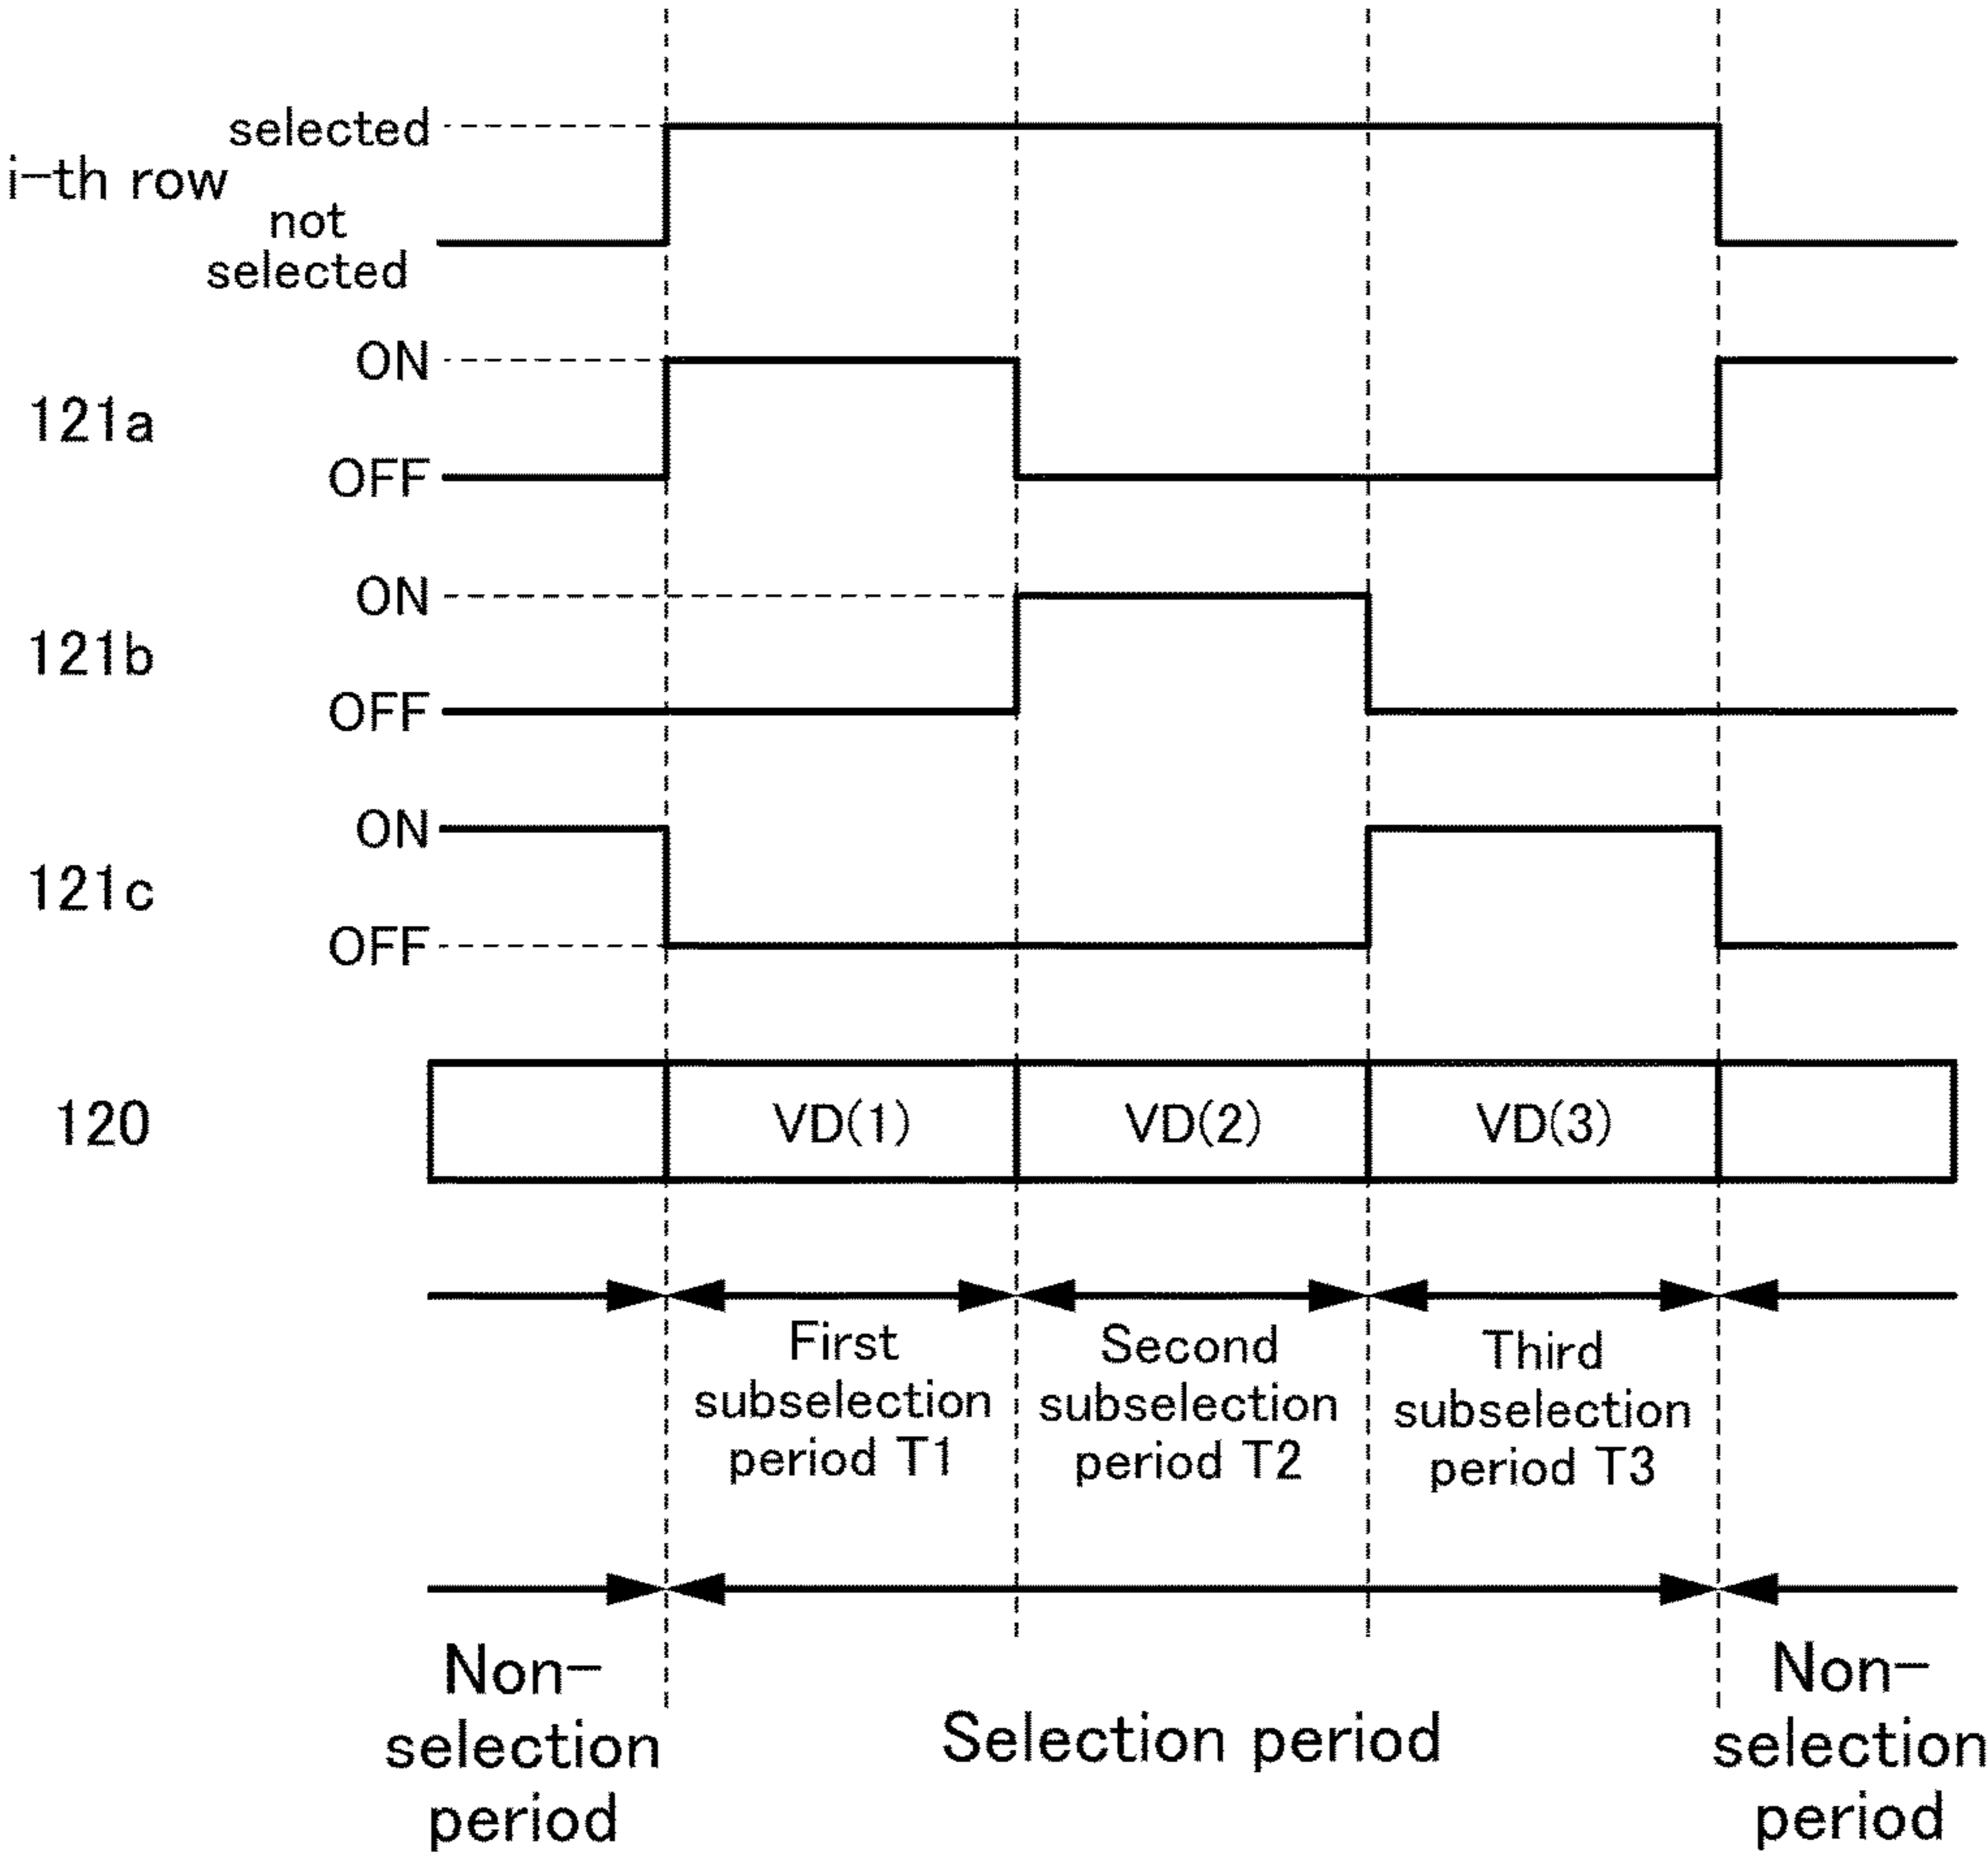 selected
i-th row
not
selected
ON
121a
OFF
ON
121b
OFF
ON
121c
OFF
120
VD(1)
VD(2)
VD(3)
First
subselection
period T1
Second
subselection
period T2
Third
subselection
period T3
Non-
selection
period
Selection period
Non-
selection
period